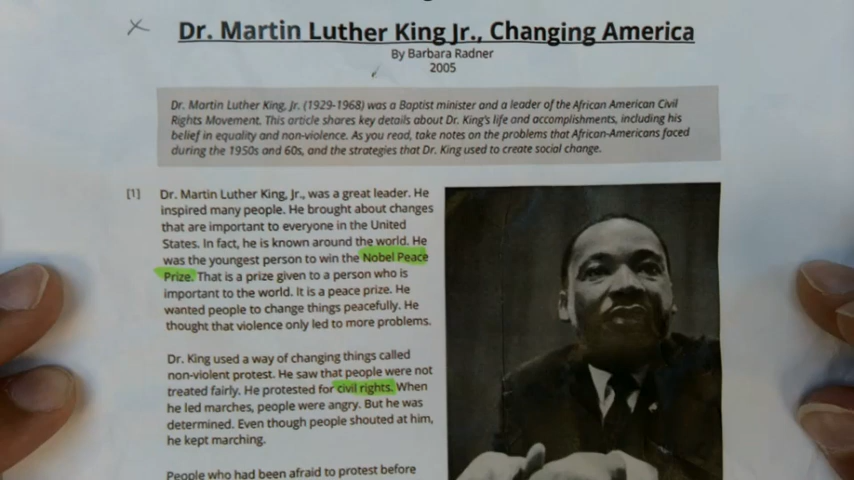 Dr. Martin Luther King Jr., Changing America
By Barbara Radner
2005
Dr. Martin Luther King, Jr. (1929-1968) was a Baptist minister and a leader of the African American Civil
Rights Movement. This article shares key details about Dr. King's life and accomplishments, including his
belief in equality and non-violence. As you read, take notes on the problems that African-Americans faced
during the 1950s and 60s, and the strategies that Dr. King used to create social change.
[1] Dr. Martin Luther King, Jr., was a great leader. He
inspired many people. He brought about changes
that are important to everyone in the United
States. In fact, he is known around the world. He
was the youngest person to win the Nobel Peace
Prize. That is a prize given to a person who is
important to the world. It is a peace prize. He
wanted people to change things peacefully. He
thought that violence only led to more problems.
Dr. King used a way of changing things called
non-violent protest. He saw that people were not
treated fairly. He protested for civil rights. When
he led marches, people were angry. But he was
determined. Even though people shouted at him,
he kept marching.
People who had been afraid to protest before